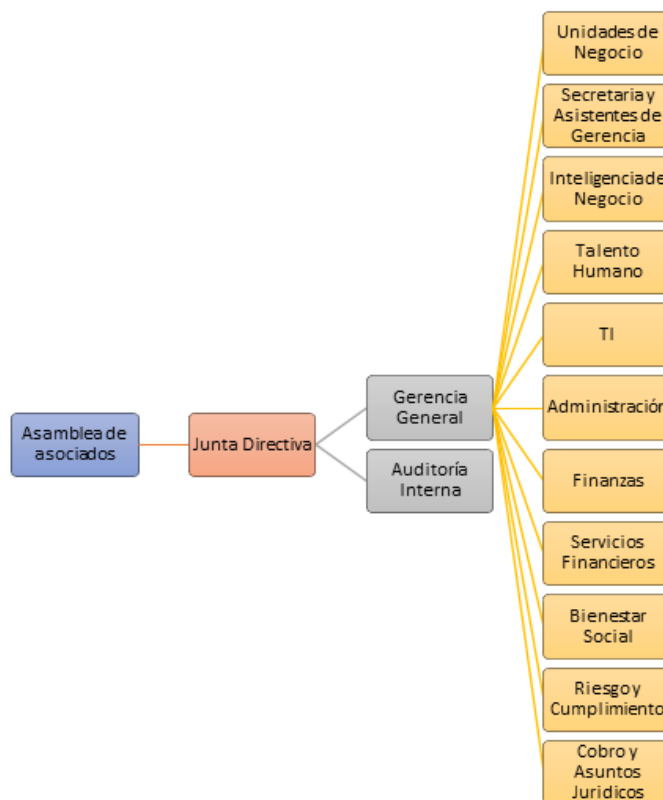 Asamblea de
asociados
Junta Directiva
Gerencia
General
Auditoría
Interna
Unidades de
Negocio
Secretaria y
Asistentes de
Gerencia
Inteligencia de
Negocio
Talento
Humano
TI
Administración
Finanzas
Servicios
Financieros
Bienestar
Social
Riesgo y
Cumplimiento
Cobro y
Asuntos
Juridicos